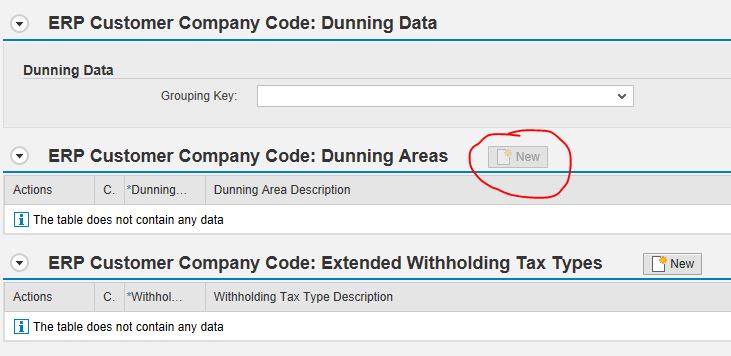 ERP Customer Company Code: Dunning Data
Dunning Data
Grouping Key:
ERP Customer Company Code: Dunning Areas New
Actions C. *Dunning... Dunning Area Description
The table does not contain any data
ERP Customer Company Code: Extended Withholding Tax Types New
Actions C. *Withhol... Withholding Tax Type Description
The table does not contain any data